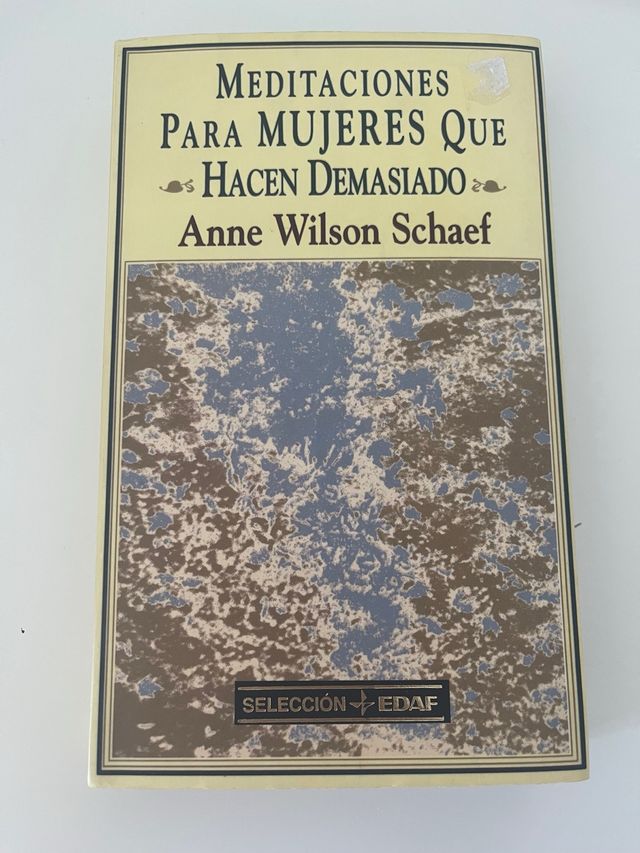 MEDITACIONES
PARA MUJERES QUE
HACEN DEMASIADO
Anne Wilson Schaef
SELECCIÓN EDAF